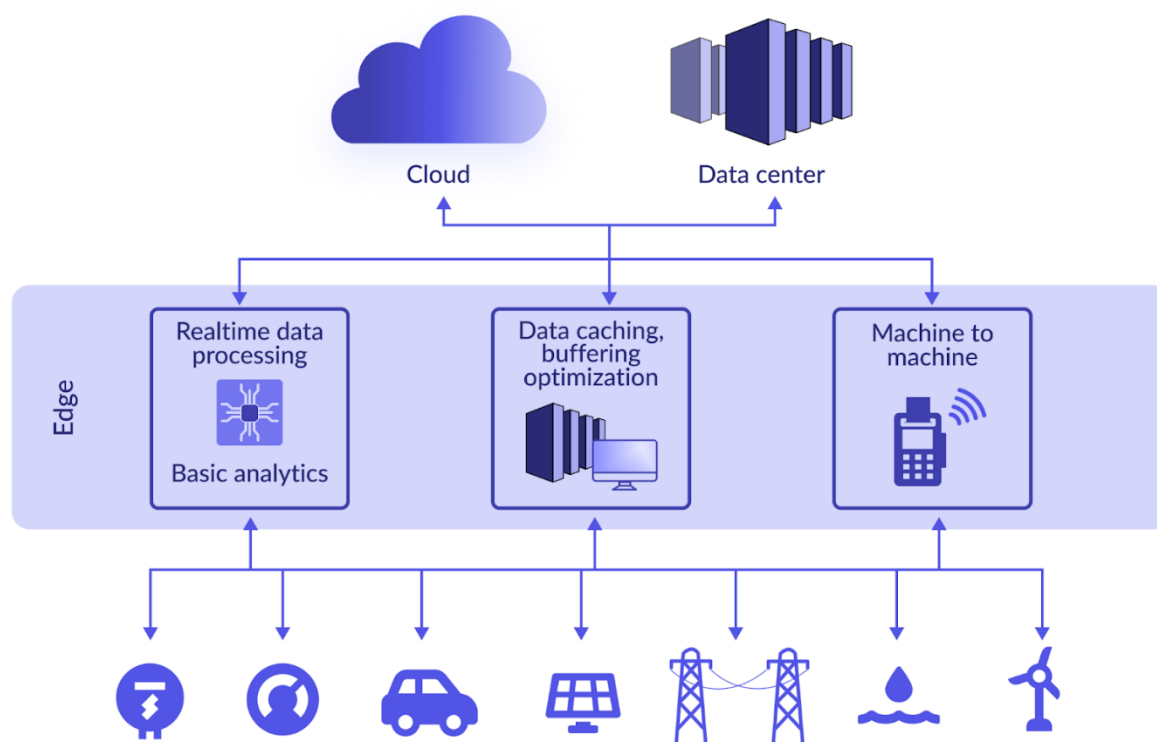 Cloud
Data center
Edge
Realtime data
processing
Basic analytics
Data caching,
buffering
optimization
Machine to
machine